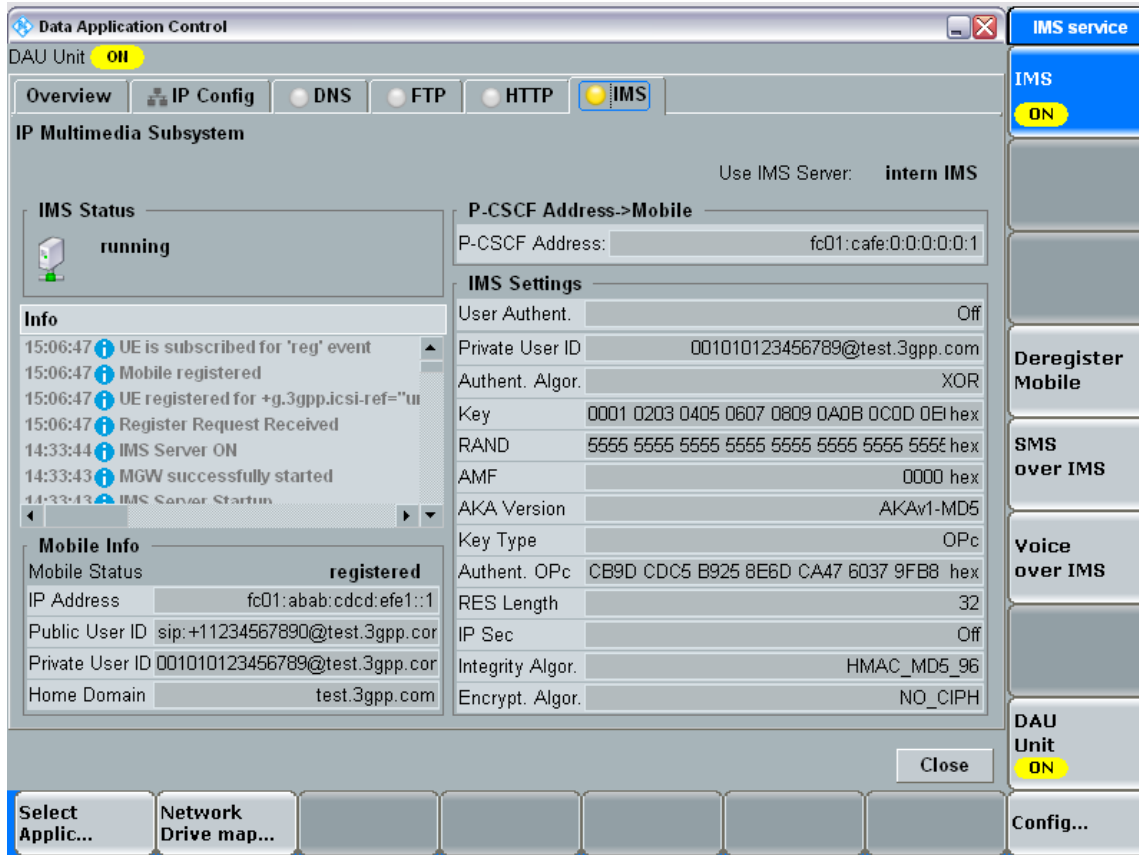 Data Application Control
DAU Unit ON
Overview IP Config DNS FTP HTTP IMS
IP Multimedia Subsystem
Use IMS Server: intern IMS
IMS Status
running
Info
15:06:47 UE is subscribed for 'reg' event
15:06:47 Mobile registered
15:06:47 UE registered for +g.3gpp.icsi-ref="ur
15:06:47 Register Request Received
14:33:44 IMS Server ON
14:33:43 MGW successfully started
14:33:43 IMS Server Startup
Mobile Info
Mobile Status registered
IP Address fc01:abab:cdcd:efe1::1
Public User ID sip:+11234567890@test.3gpp.cor
Private User ID 001010123456789@test.3gpp.cor
Home Domain test.3gpp.com
P-CSCF Address->Mobile
P-CSCF Address: fc01:cafe:0:0:0:0:0:1
IMS Settings
User Authent. Off
Private User ID 001010123456789@test.3gpp.com
Authent. Algor. XOR
Key 0001 0203 0405 0607 0809 0A0B 0C0D 0E hex
RAND 5555 5555 5555 5555 5555 5555 5555 5555 hex
AMF 0000 hex
AKA Version AKAv1-MD5
Key Type OPc
Authent. OPc CB9D CDC5 B925 8E6D CA47 6037 9FB8 hex
RES Length 32
IP Sec Off
Integrity Algor. HMAC_MD5_96
Encrypt. Algor. NO_CIPH
Close
IMS service
IMS
ON
Deregister
Mobile
SMS
over IMS
Voice
over IMS
DAU
Unit
ON
Config...
Select
Applic...
Network
Drive map...